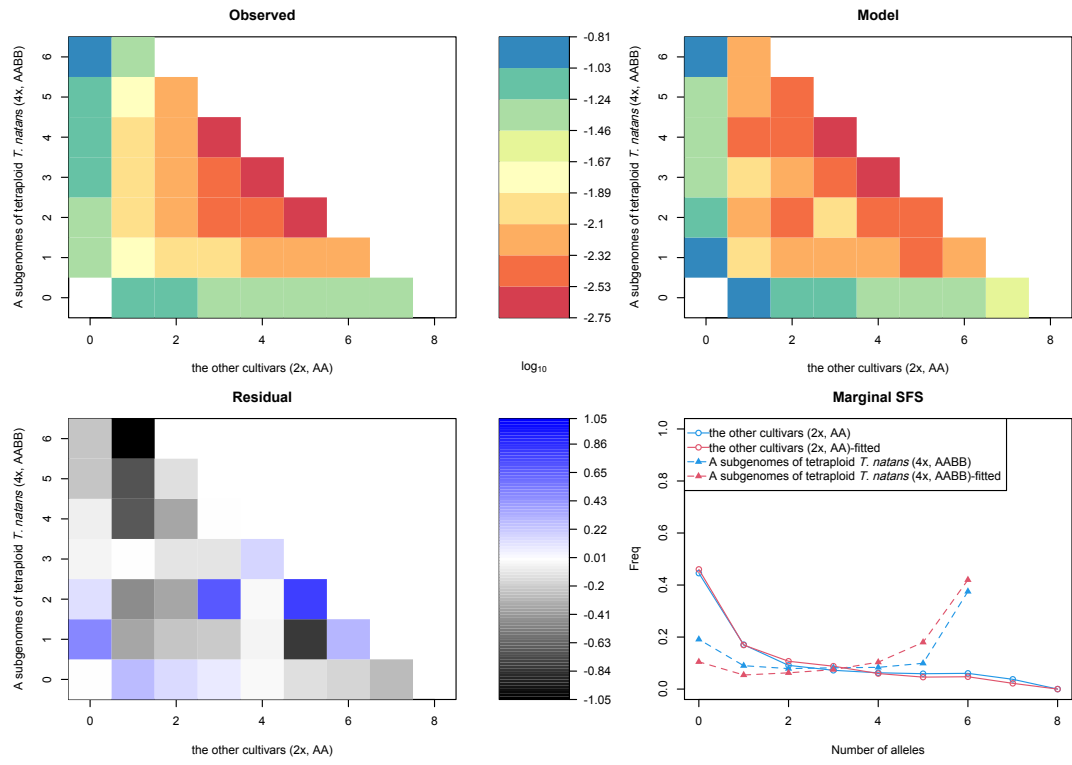 Observed
A subgenomes of tetraploid T. natans (4x, AABB)
6
5
4
3
2
1
0
0 2 4 6 8
the other cultivars (2x, AA)
-0.81
-1.03
-1.24
-1.46
-1.67
-1.89
-2.1
-2.32
-2.53
-2.75
log₁₀
Model
A subgenomes of tetraploid T. natans (4x, AABB)
6
5
4
3
2
1
0
0 2 4 6 8
the other cultivars (2x, AA)
Residual
A subgenomes of tetraploid T. natans (4x, AABB)
6
5
4
3
2
1
0
0 2 4 6 8
the other cultivars (2x, AA)
1.05
0.86
0.65
0.44
0.22
0.01
-0.2
-0.41
-0.63
-0.84
-1.05
Marginal SFS
the other cultivars (2x, AA)
the other cultivars (2x, AA)-fitted
A subgenomes of tetraploid T. natans (4x, AABB)
A subgenomes of tetraploid T. natans (4x, AABB)-fitted
Freq
1.0
0.8
0.6
0.4
0.2
0.0
0 2 4 6 8
Number of alleles